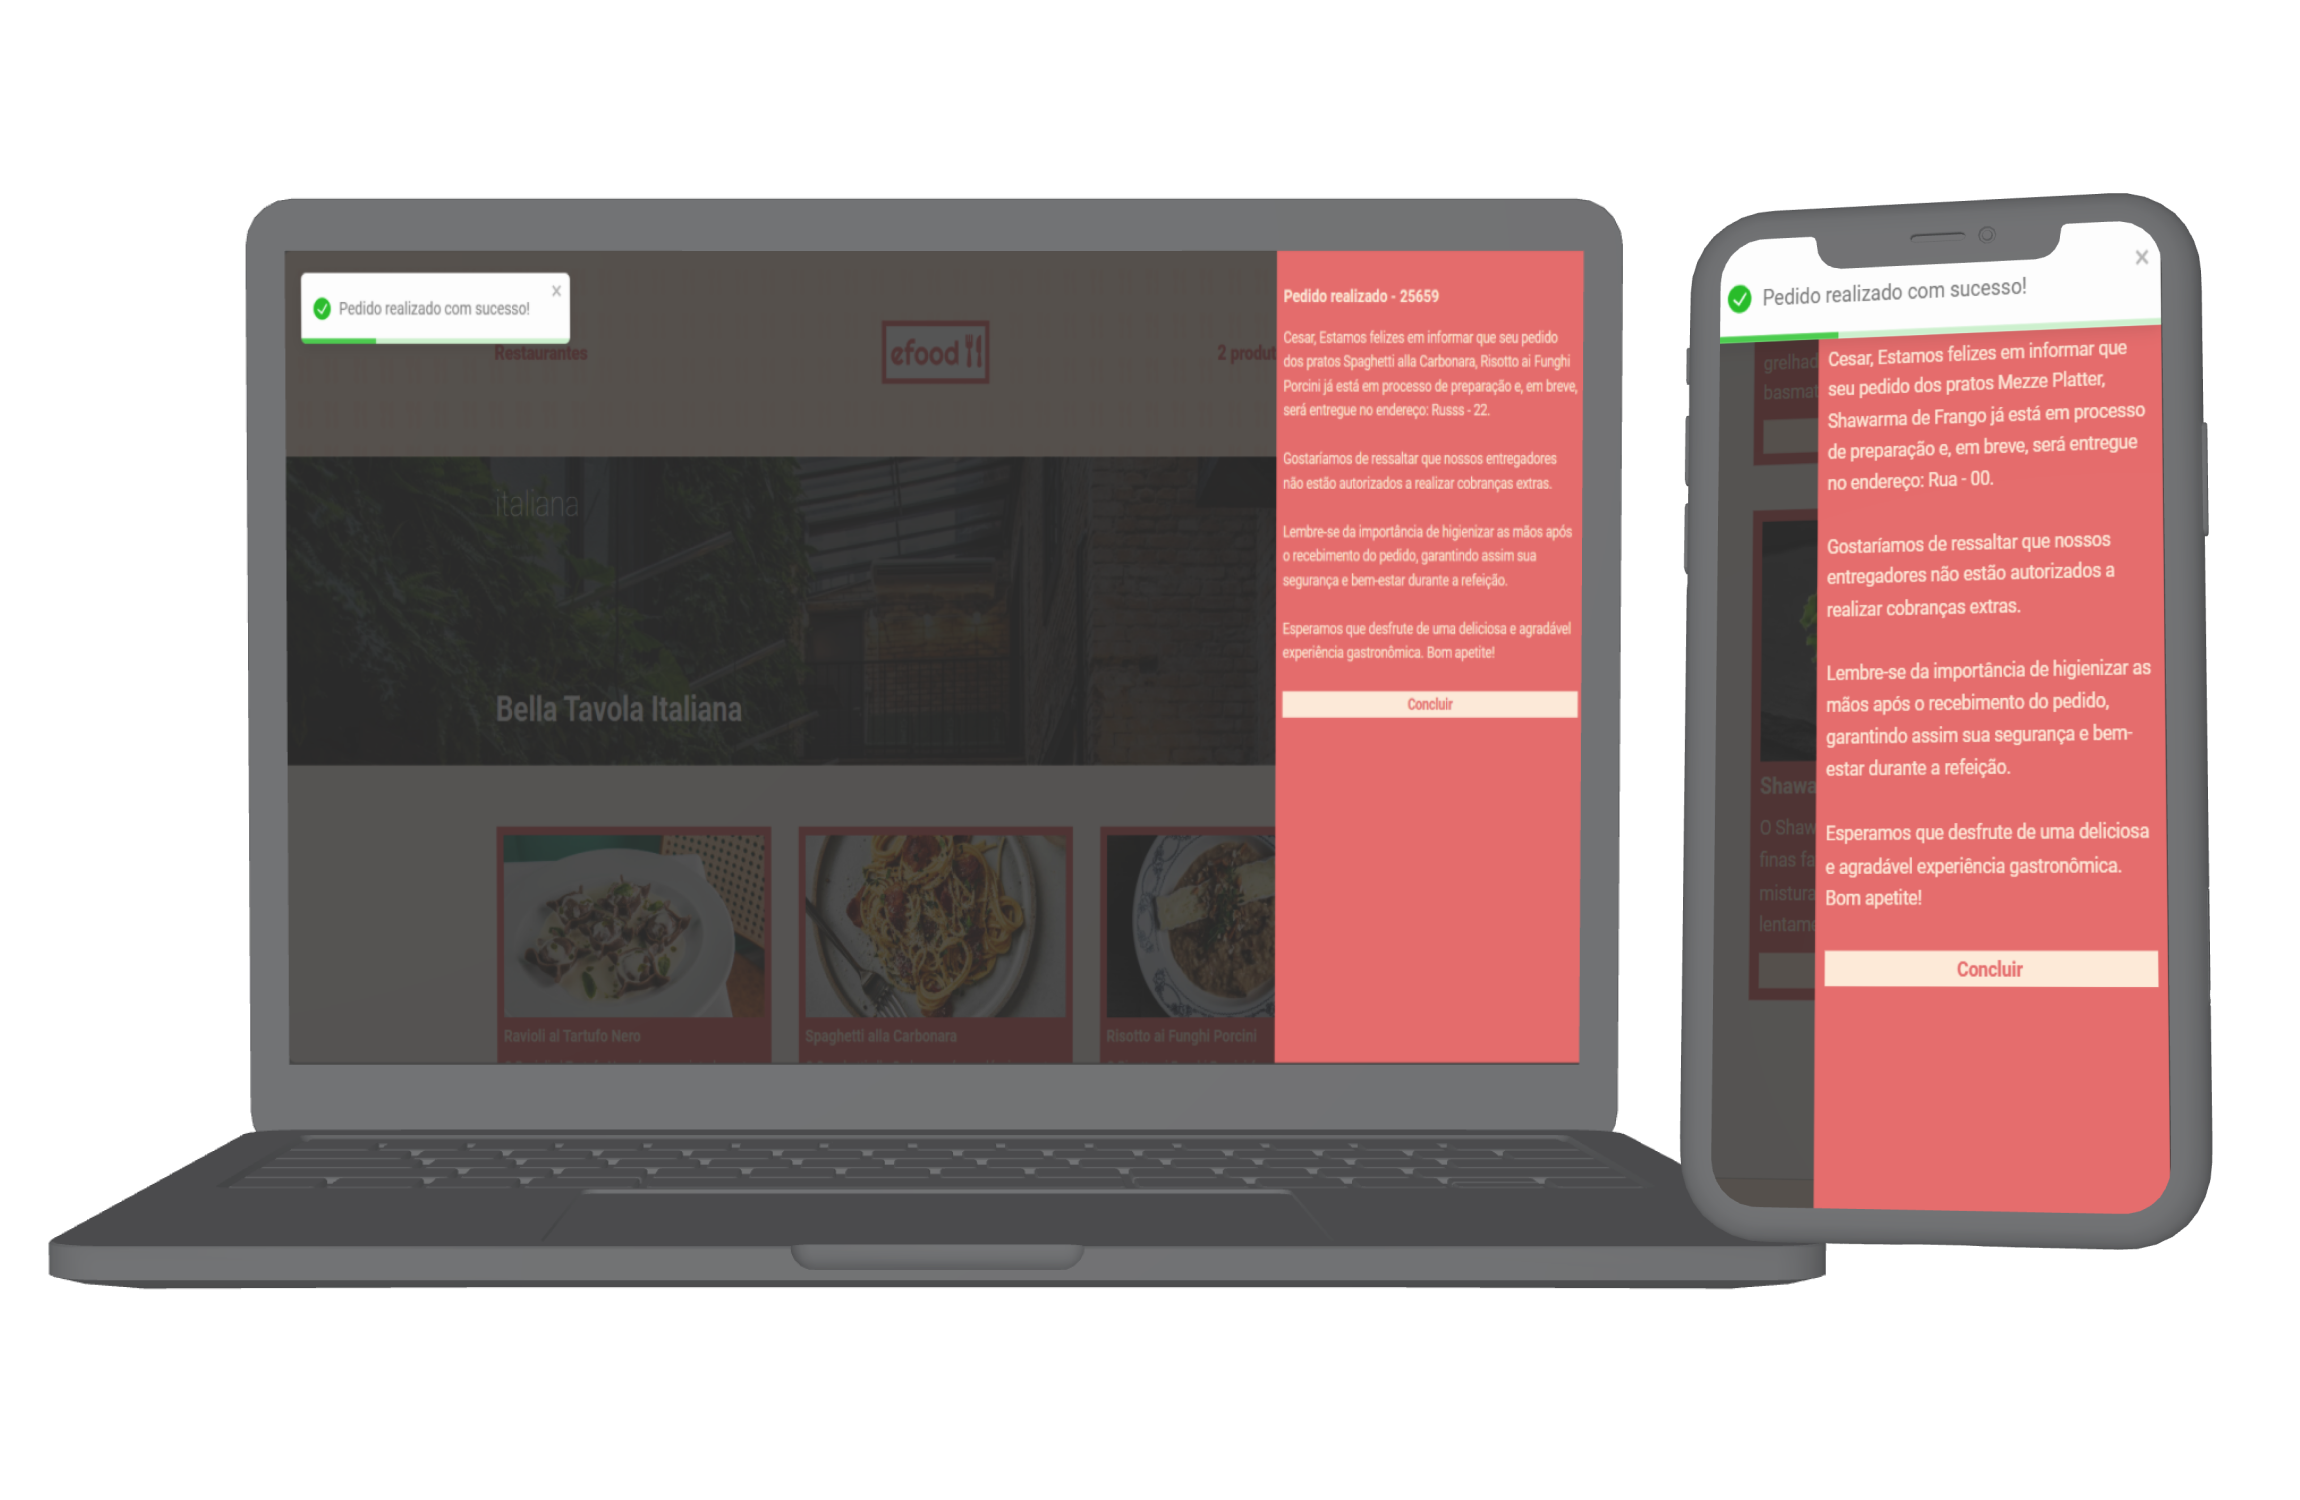 Pedido realizado com sucesso!
Restaurantes
efood
2 produt
italiana
Bella Tavola Italiana
Ravioli al Tartufo Nero
Spaghetti alla Carbonara
Risotto ai Funghi Porcini
Pedido realizado - 25659
Cesar, Estamos felizes em informar que seu pedido
dos pratos Spaghetti alla Carbonara, Risotto ai Funghi
Porcini já está em processo de preparação e, em breve,
será entregue no endereço: Russs - 22.
Gostaríamos de ressaltar que nossos entregadores
não estão autorizados a realizar cobranças extras.
Lembre-se da importância de higienizar as mãos após
o recebimento do pedido, garantindo assim sua
segurança e bem-estar durante a refeição.
Esperamos que desfrute de uma deliciosa e agradável
experiência gastronômica. Bom apetite!
Concluir
Pedido realizado com sucesso!
grelhad
basmat
Shawa
O Shaw
finas fa
mistura
lentame
Cesar, Estamos felizes em informar que
seu pedido dos pratos Mezze Platter,
Shawarma de Frango já está em processo
de preparação e, em breve, será entregue
no endereço: Rua - 00.
Gostaríamos de ressaltar que nossos
entregadores não estão autorizados a
realizar cobranças extras.
Lembre-se da importância de higienizar as
mãos após o recebimento do pedido,
garantindo assim sua segurança e bem-
estar durante a refeição.
Esperamos que desfrute de uma deliciosa
e agradável experiência gastronômica.
Bom apetite!
Concluir